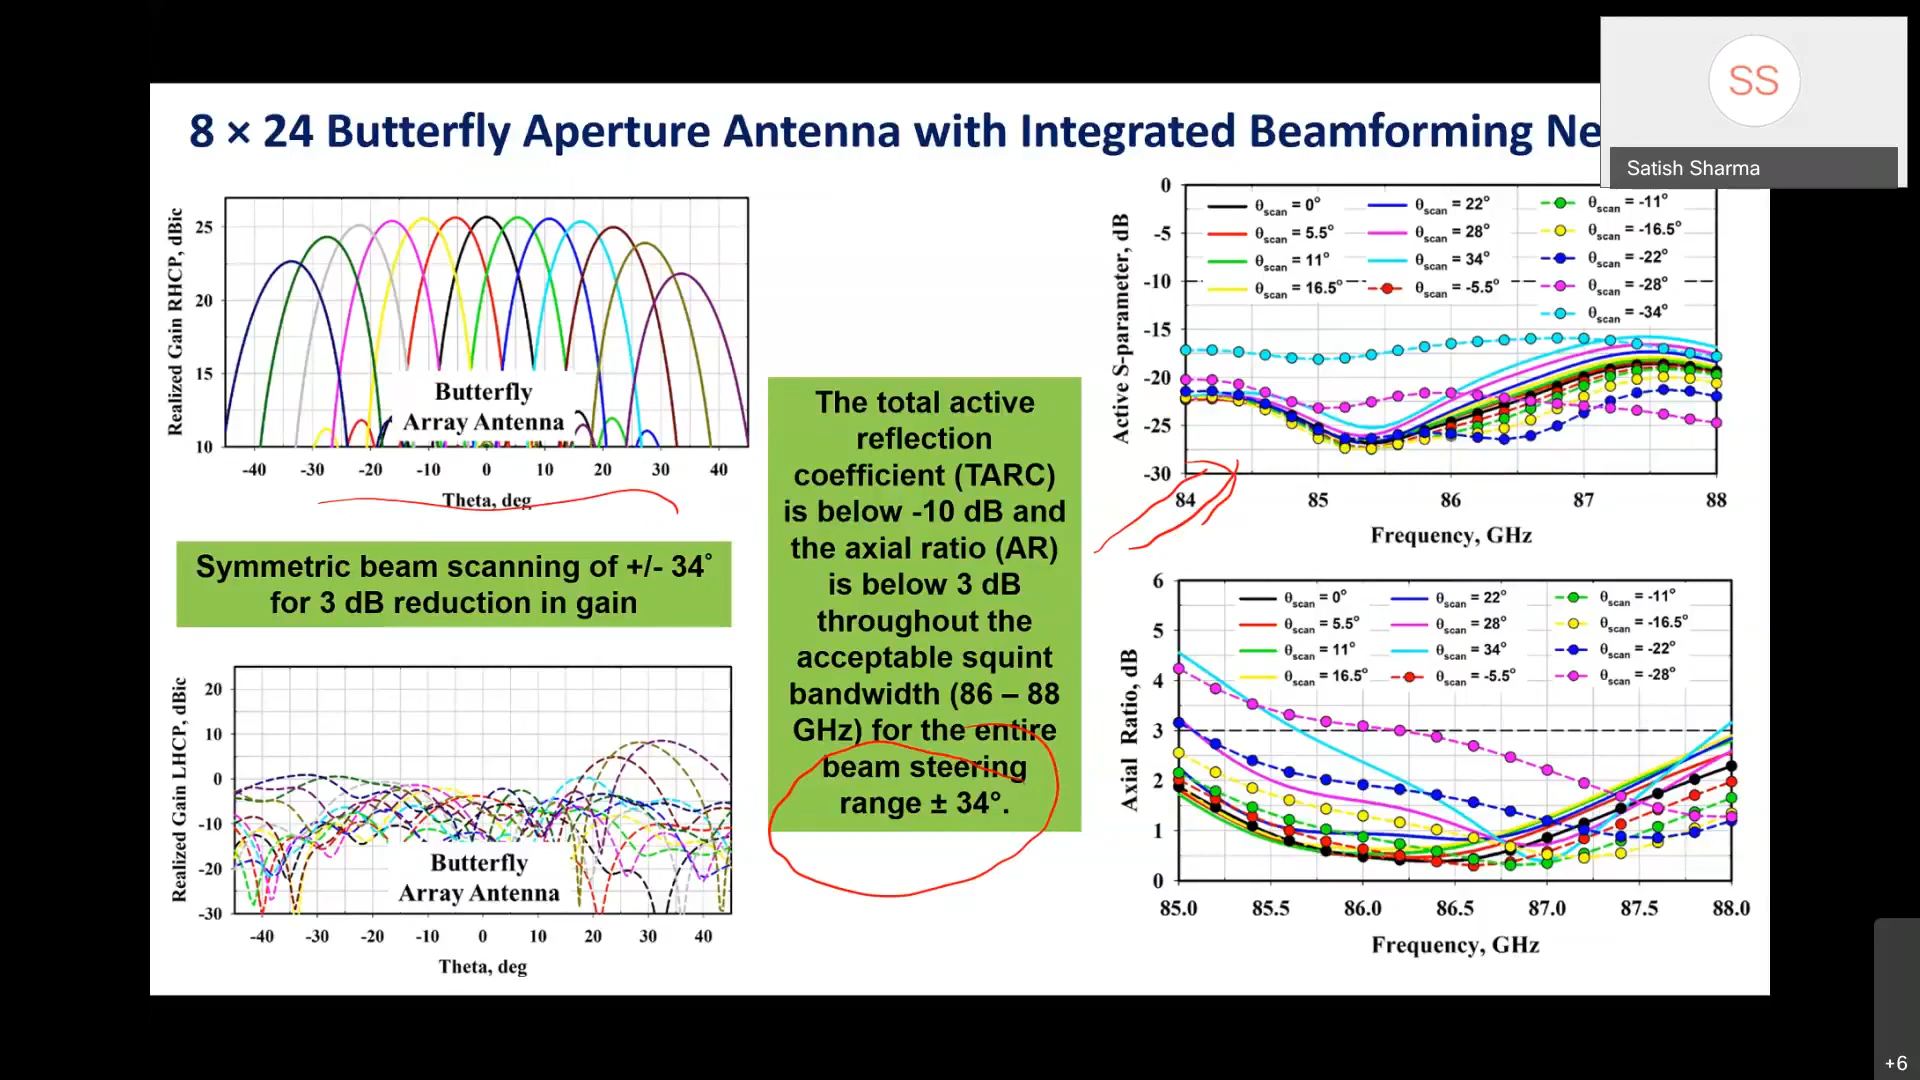 8 × 24 Butterfly Aperture Antenna with Integrated Beamforming Ne
SS
Satish Sharma
Realized Gain RHCP, dBic
25
20
15
10
Butterfly
Array Antenna
-40 -30 -20 -10 0 10 20 30 40
Theta, deg
Symmetric beam scanning of +/- 34°
for 3 dB reduction in gain
Realized Gain LHCP, dBic
20
10
0
-10
-20
-30
Butterfly
Array Antenna
-40 -30 -20 -10 0 10 20 30 40
Theta, deg
The total active
reflection
coefficient (TARC)
is below -10 dB and
the axial ratio (AR)
is below 3 dB
throughout the
acceptable squint
bandwidth (86 – 88
GHz) for the entire
beam steering
range ± 34°.
Active S-parameter, dB
0
-5
-10
-15
-20
-25
-30
θscan = 0° θscan = 22° θscan = -11°
θscan = 5.5° θscan = 28° θscan = -16.5°
θscan = 11° θscan = 34° θscan = -22°
θscan = 16.5° θscan = -5.5° θscan = -28°
θscan = -34°
84 85 86 87 88
Frequency, GHz
Axial Ratio, dB
6
5
4
3
2
1
0
θscan = 0° θscan = 22° θscan = -11°
θscan = 5.5° θscan = 28° θscan = -16.5°
θscan = 11° θscan = 34° θscan = -22°
θscan = 16.5° θscan = -5.5° θscan = -28°
85.0 85.5 86.0 86.5 87.0 87.5 88.0
Frequency, GHz
+6